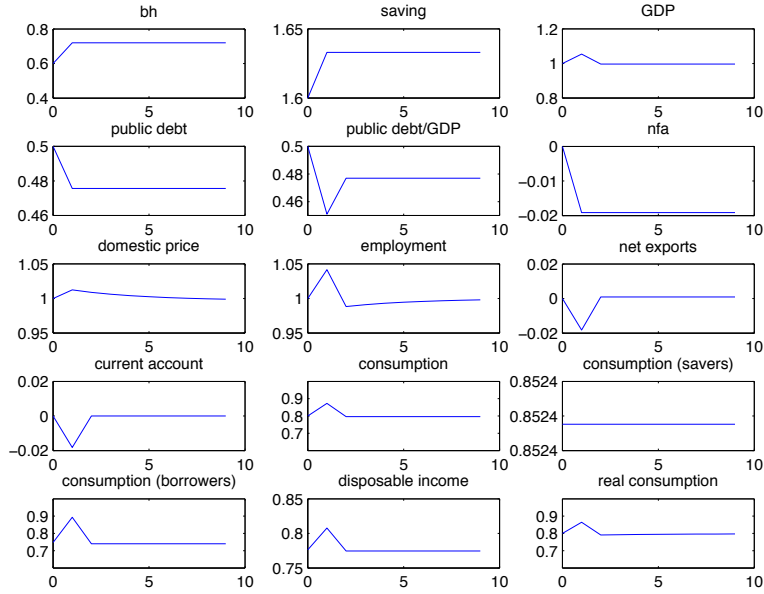 bh
saving
GDP
0.8
0.6
0.4
0 5 10
1.65
1.6
0 5 10
1.2
1
0.8
0 5 10
public debt
public debt/GDP
nfa
0.5
0.48
0.46
0 5 10
0.5
0.48
0.46
0 5 10
0
−0.01
−0.02
0 5 10
domestic price
employment
net exports
1.05
1
0.95
0 5 10
1.05
1
0.95
0 5 10
0.02
0
−0.02
0 5 10
current account
consumption
consumption (savers)
0.02
0
−0.02
0 5 10
0.9
0.8
0.7
0 5 10
0.8524
0.8524
0.8524
0 5 10
consumption (borrowers)
disposable income
real consumption
0.9
0.8
0.7
0 5 10
0.85
0.8
0.75
0 5 10
0.9
0.8
0.7
0 5 10